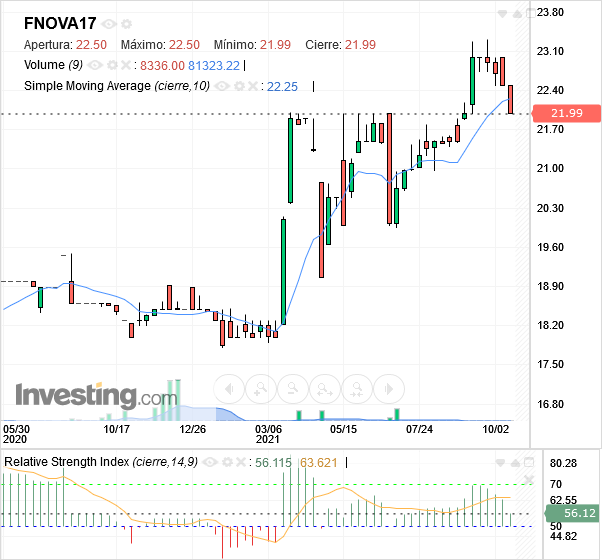 23.80
FNOVA17
Apertura: 22.50 Máximo: 22.50 Mínimo: 21.99 Cierre: 21.99
23.10
Volume (9) : 8336.00 81323.22
Simple Moving Average (cierre,10) : 22.25
22.40
21.99
21.70
21.00
20.30
19.60
18.90
18.20
17.50
Investing.com
16.80
05/30 10/17 12/26 03/06 05/15 07/24 10/02
2020 2021
Relative Strength Index (cierre,14,9) : 56.115 63.621
80.28
70 70
62.55
56.12
50 50
44.82